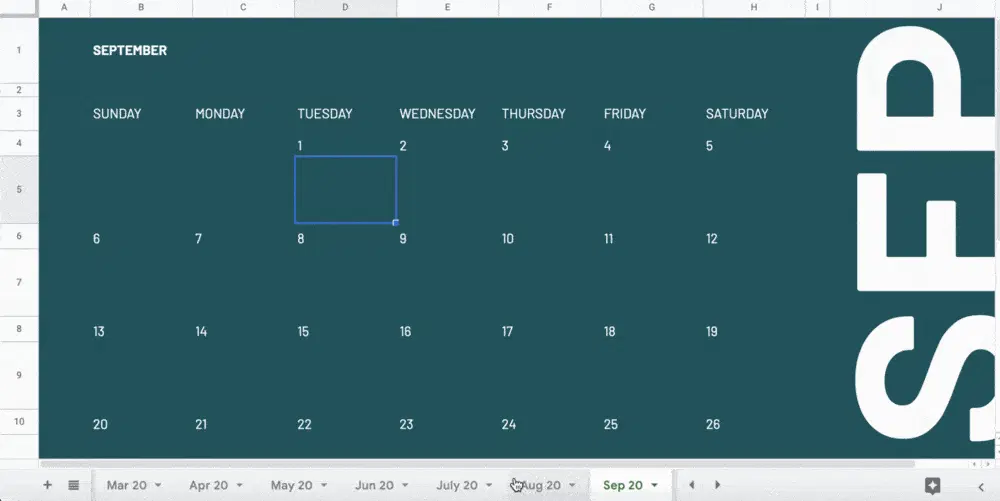 A B C D E F G H I J
1 SEPTEMBER
2
3 SUNDAY MONDAY TUESDAY WEDNESDAY THURSDAY FRIDAY SATURDAY
4 1 2 3 4 5
5
6 6 7 8 9 10 11 12
7
8 13 14 15 16 17 18 19
9
10 20 21 22 23 24 25 26
SEP
Mar 20 Apr 20 May 20 Jun 20 July 20 Aug 20 Sep 20